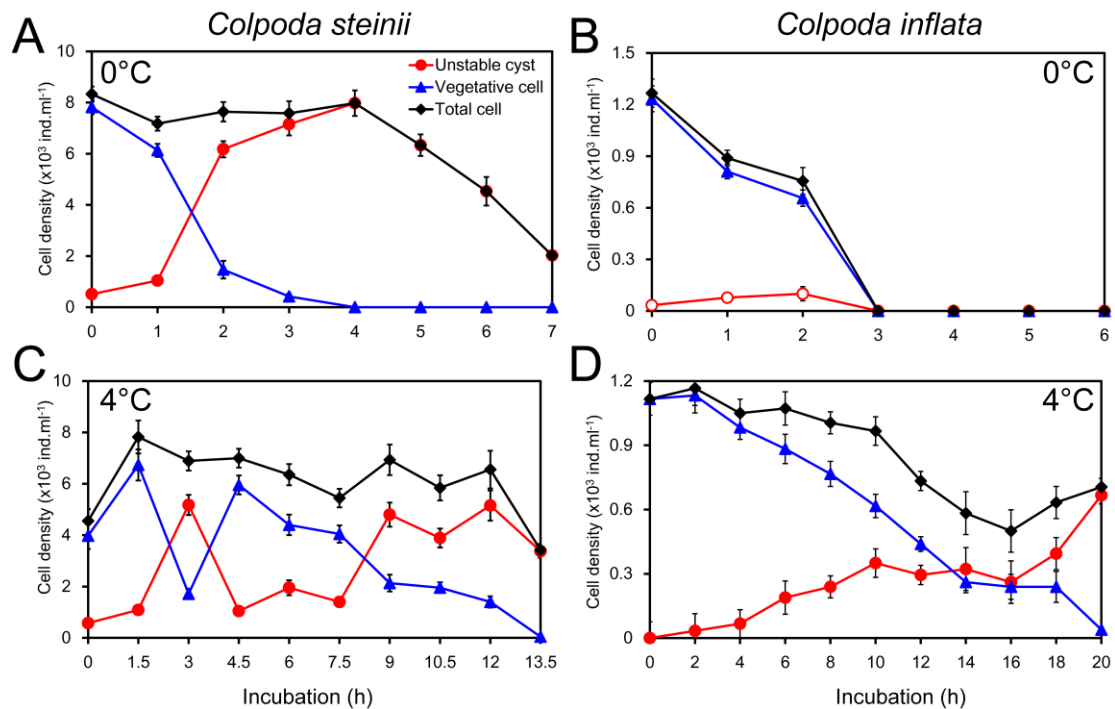 Colpoda steinii
Colpoda inflata
A
0°C
Unstable cyst
Vegetative cell
Total cell
Cell density (x10³ ind.ml⁻¹)
10
8
6
4
2
0
0 1 2 3 4 5 6 7
B
0°C
Cell density (x10³ ind.ml⁻¹)
1.5
1.2
0.9
0.6
0.3
0
0 1 2 3 4 5 6
C
4°C
Cell density (x10³ ind.ml⁻¹)
10
8
6
4
2
0
0 1.5 3 4.5 6 7.5 9 10.5 12 13.5
Incubation (h)
D
4°C
Cell density (x10³ ind.ml⁻¹)
1.2
0.9
0.6
0.3
0
0 2 4 6 8 10 12 14 16 18 20
Incubation (h)